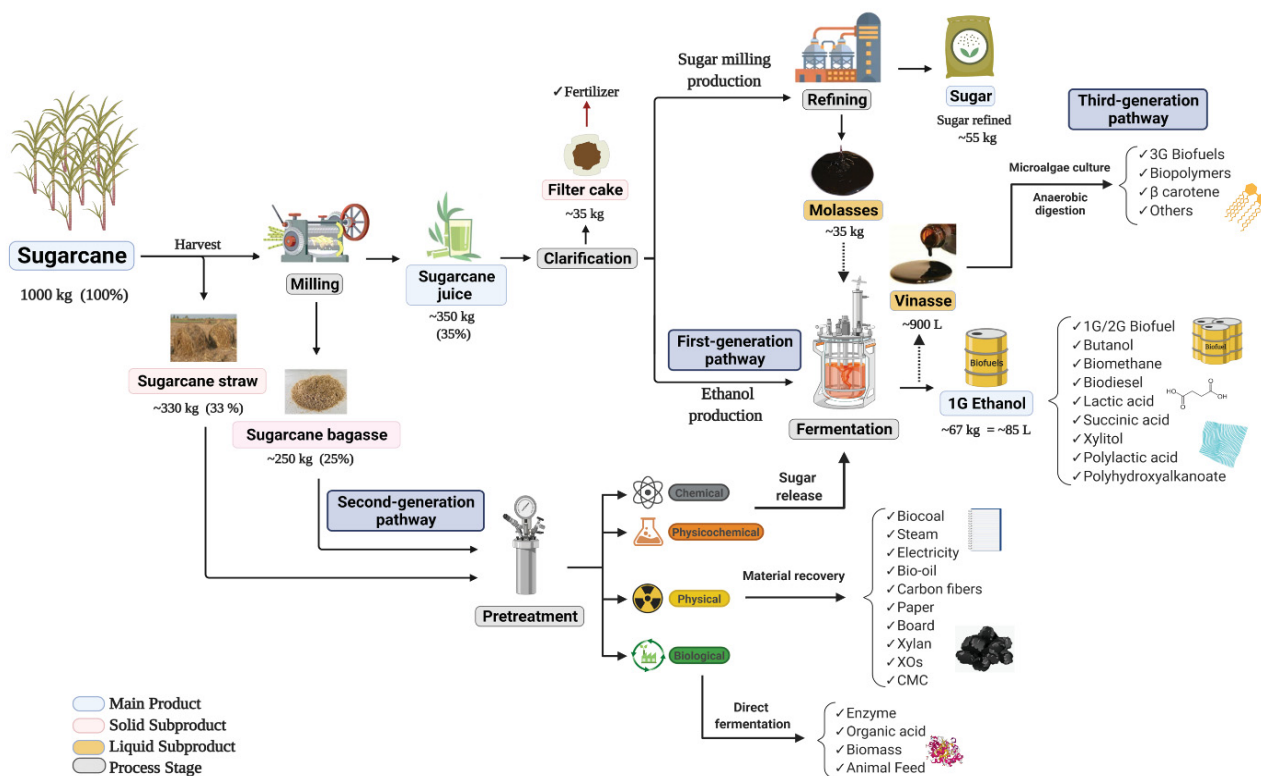 Sugarcane
1000 kg (100%)
Harvest
Sugarcane straw
~330 kg (33 %)
Milling
Sugarcane bagasse
~250 kg (25%)
Sugarcane
juice
~350 kg
(35%)
✓Fertilizer
Filter cake
~35 kg
Clarification
Sugar milling
production
Refining
Sugar
Sugar refined
~55 kg
Molasses
~35 kg
First-generation
pathway
Ethanol
production
Fermentation
Vinasse
~900 L
Biofuels
1G Ethanol
~67 kg = ~85 L
Third-generation
pathway
Microalgae culture
Anaerobic
digestion
✓3G Biofuels
✓Biopolymers
✓β carotene
✓Others
✓1G/2G Biofuel
✓Butanol
✓Biomethane
✓Biodiesel
✓Lactic acid
✓Succinic acid
✓Xylitol
✓Polylactic acid
✓Polyhydroxyalkanoate
Biofuel
HO
O
O
OH
Second-generation
pathway
Pretreatment
Chemical
Physicochemical
Physical
Biological
Sugar
release
Material recovery
✓Biocoal
✓Steam
✓Electricity
✓Bio-oil
✓Carbon fibers
✓Paper
✓Board
✓Xylan
✓XOs
✓CMC
Direct
fermentation
✓Enzyme
✓Organic acid
✓Biomass
✓Animal Feed
Main Product
Solid Subproduct
Liquid Subproduct
Process Stage